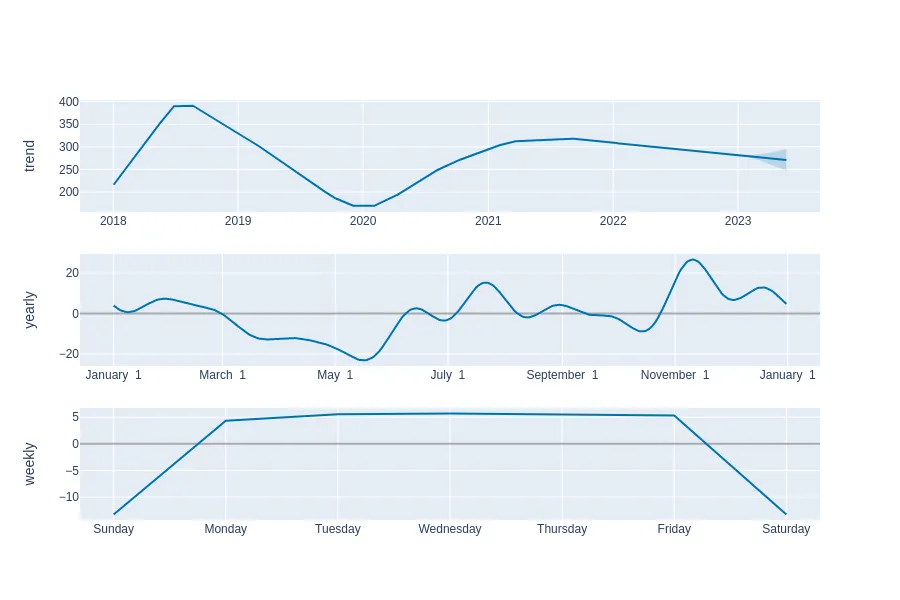 trend
400
350
300
250
200
2018 2019 2020 2021 2022 2023
yearly
20
0
−20
January 1 March 1 May 1 July 1 September 1 November 1 January 1
weekly
5
0
−5
−10
Sunday Monday Tuesday Wednesday Thursday Friday Saturday